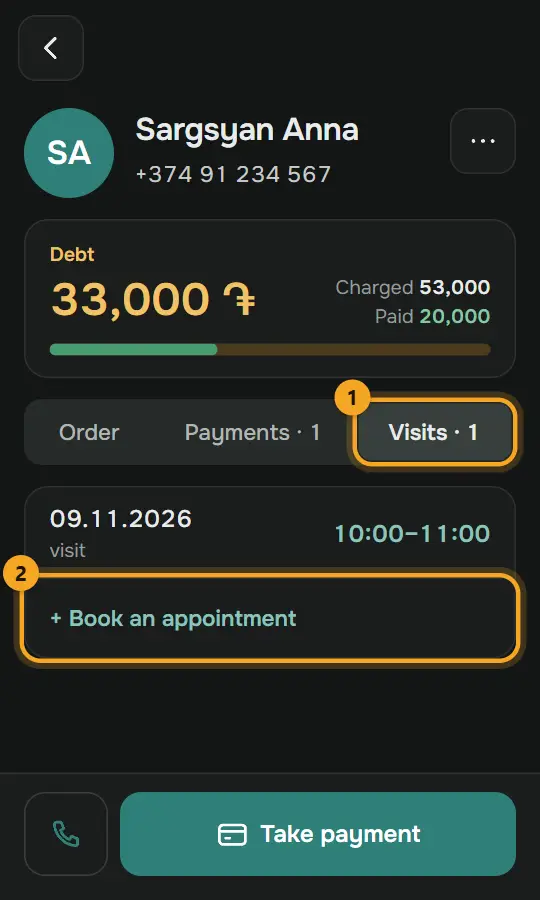 SA
Sargsyan Anna
+374 91 234 567
...
Debt
33,000 ֏
Charged 53,000
Paid 20,000
1
Order
Payments · 1
Visits · 1
09.11.2026
visit
10:00–11:00
2
+ Book an appointment
Take payment